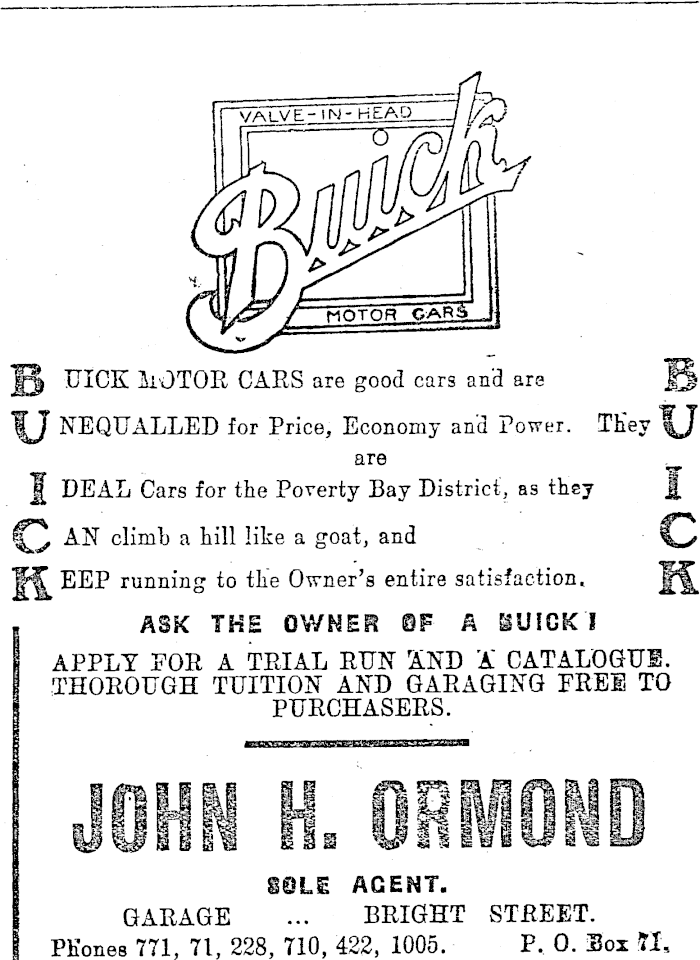 VALVE-IN-HEAD
Buick
MOTOR CARS
BUICK MOTOR CARS are good cars and are B
UNEQUALLED for Price, Economy and Power. They U
are
IDEAL Cars for the Poverty Bay District, as they I
CAN climb a hill like a goat, and C
KEEP running to the Owner's entire satisfaction. K
ASK THE OWNER OF A BUICK!
APPLY FOR A TRIAL RUN AND A CATALOGUE.
THOROUGH TUITION AND GARAGING FREE TO
PURCHASERS.
JOHN H. ORMOND
SOLE AGENT.
GARAGE ... BRIGHT STREET.
Phones 771, 71, 228, 710, 422, 1005. P. O. Box 71.